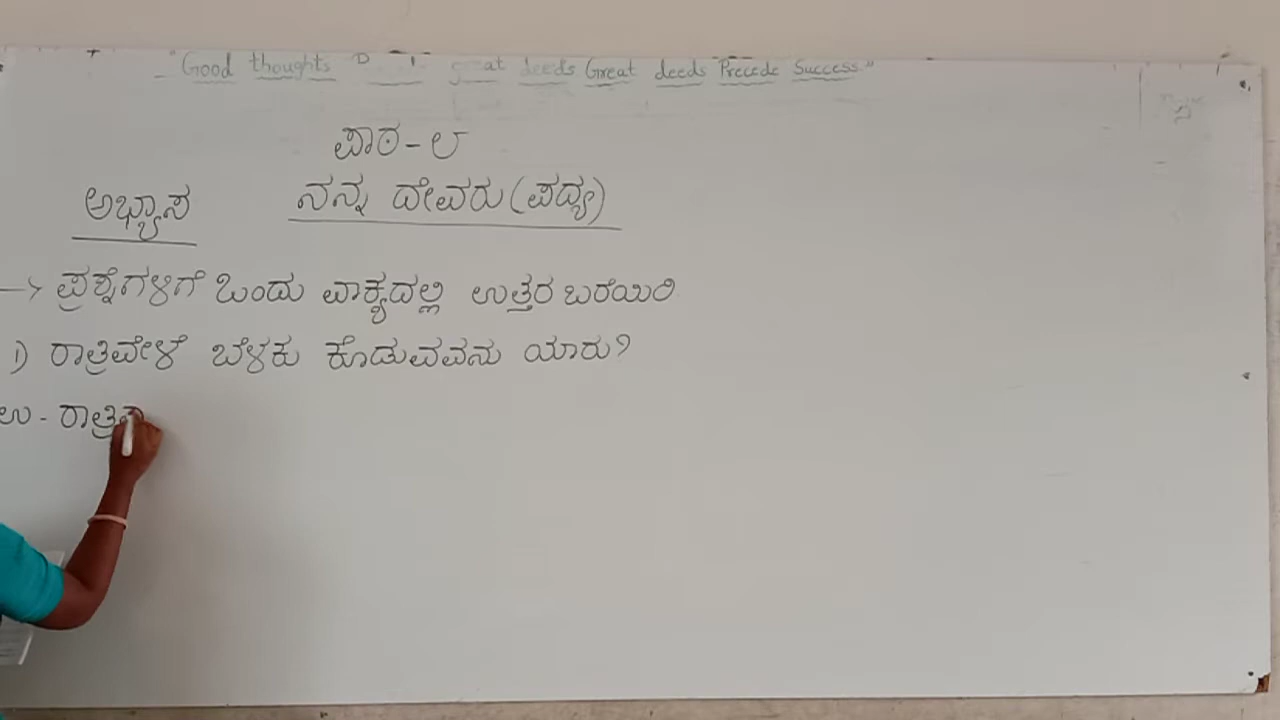 "Good thoughts great deeds Great deeds Precede Success."
ಪಾಠ-೮
ನನ್ನ ದೇವರು (ಪದ್ಯ)
ಅಭ್ಯಾಸ
-> ಪ್ರಶ್ನೆಗಳಿಗೆ ಒಂದು ವಾಕ್ಯದಲ್ಲಿ ಉತ್ತರ ಬರೆಯಿರಿ
1) ರಾತ್ರಿವೇಳೆ ಬೆಳಕು ಕೊಡುವವನು ಯಾರು?
ಉ - ರಾತ್ರಿ